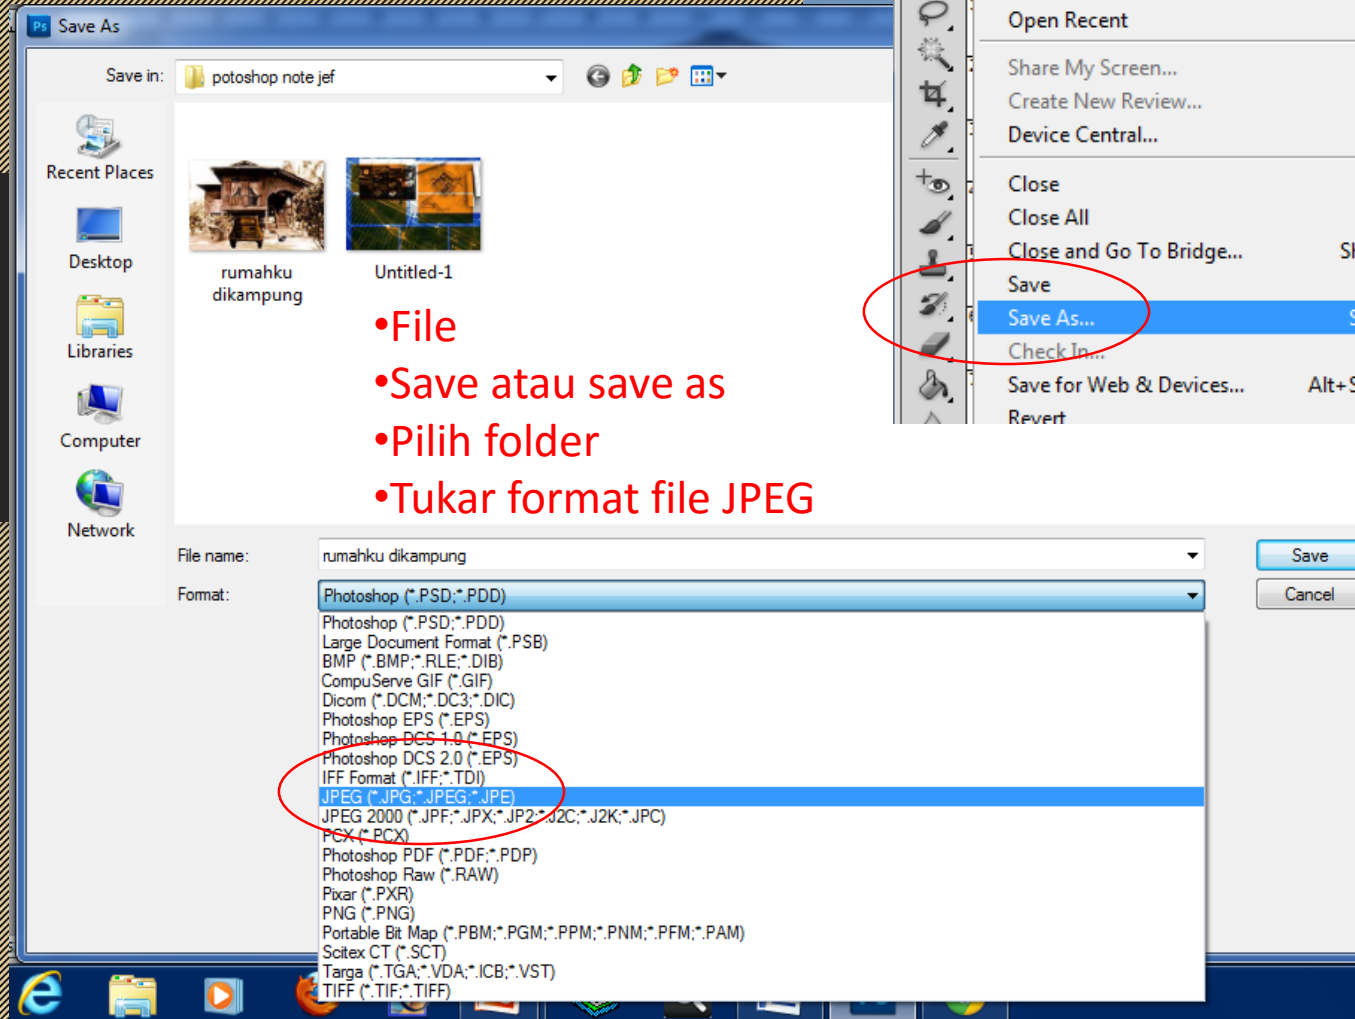 Ps Save As
Save in: potoshop note jef
Recent Places
Desktop
Libraries
Computer
Network
rumahku
dikampung
Untitled-1
•File
•Save atau save as
•Pilih folder
•Tukar format file JPEG
Open Recent
Share My Screen...
Create New Review...
Device Central...
Close
Close All
Close and Go To Bridge...
Save
Save As...
Check In...
Save for Web & Devices... Alt+S
Revert
File name: rumahku dikampung Save
Format: Photoshop (*.PSD;*.PDD) Cancel
Photoshop (*.PSD;*.PDD)
Large Document Format (*.PSB)
BMP (*.BMP;*.RLE;*.DIB)
CompuServe GIF (*.GIF)
Dicom (*.DCM;*.DC3;*.DIC)
Photoshop EPS (*.EPS)
Photoshop DCS 1.0 (*.EPS)
Photoshop DCS 2.0 (*.EPS)
IFF Format (*.IFF;*.TDI)
JPEG (*.JPG;*.JPEG;*.JPE)
JPEG 2000 (*.JPF;*.JPX;*.JP2;*.J2C;*.J2K;*.JPC)
PCX (*.PCX)
Photoshop PDF (*.PDF;*.PDP)
Photoshop Raw (*.RAW)
Pixar (*.PXR)
PNG (*.PNG)
Portable Bit Map (*.PBM;*.PGM;*.PPM;*.PNM;*.PFM;*.PAM)
Scitex CT (*.SCT)
Targa (*.TGA;*.VDA;*.ICB;*.VST)
TIFF (*.TIF;*.TIFF)